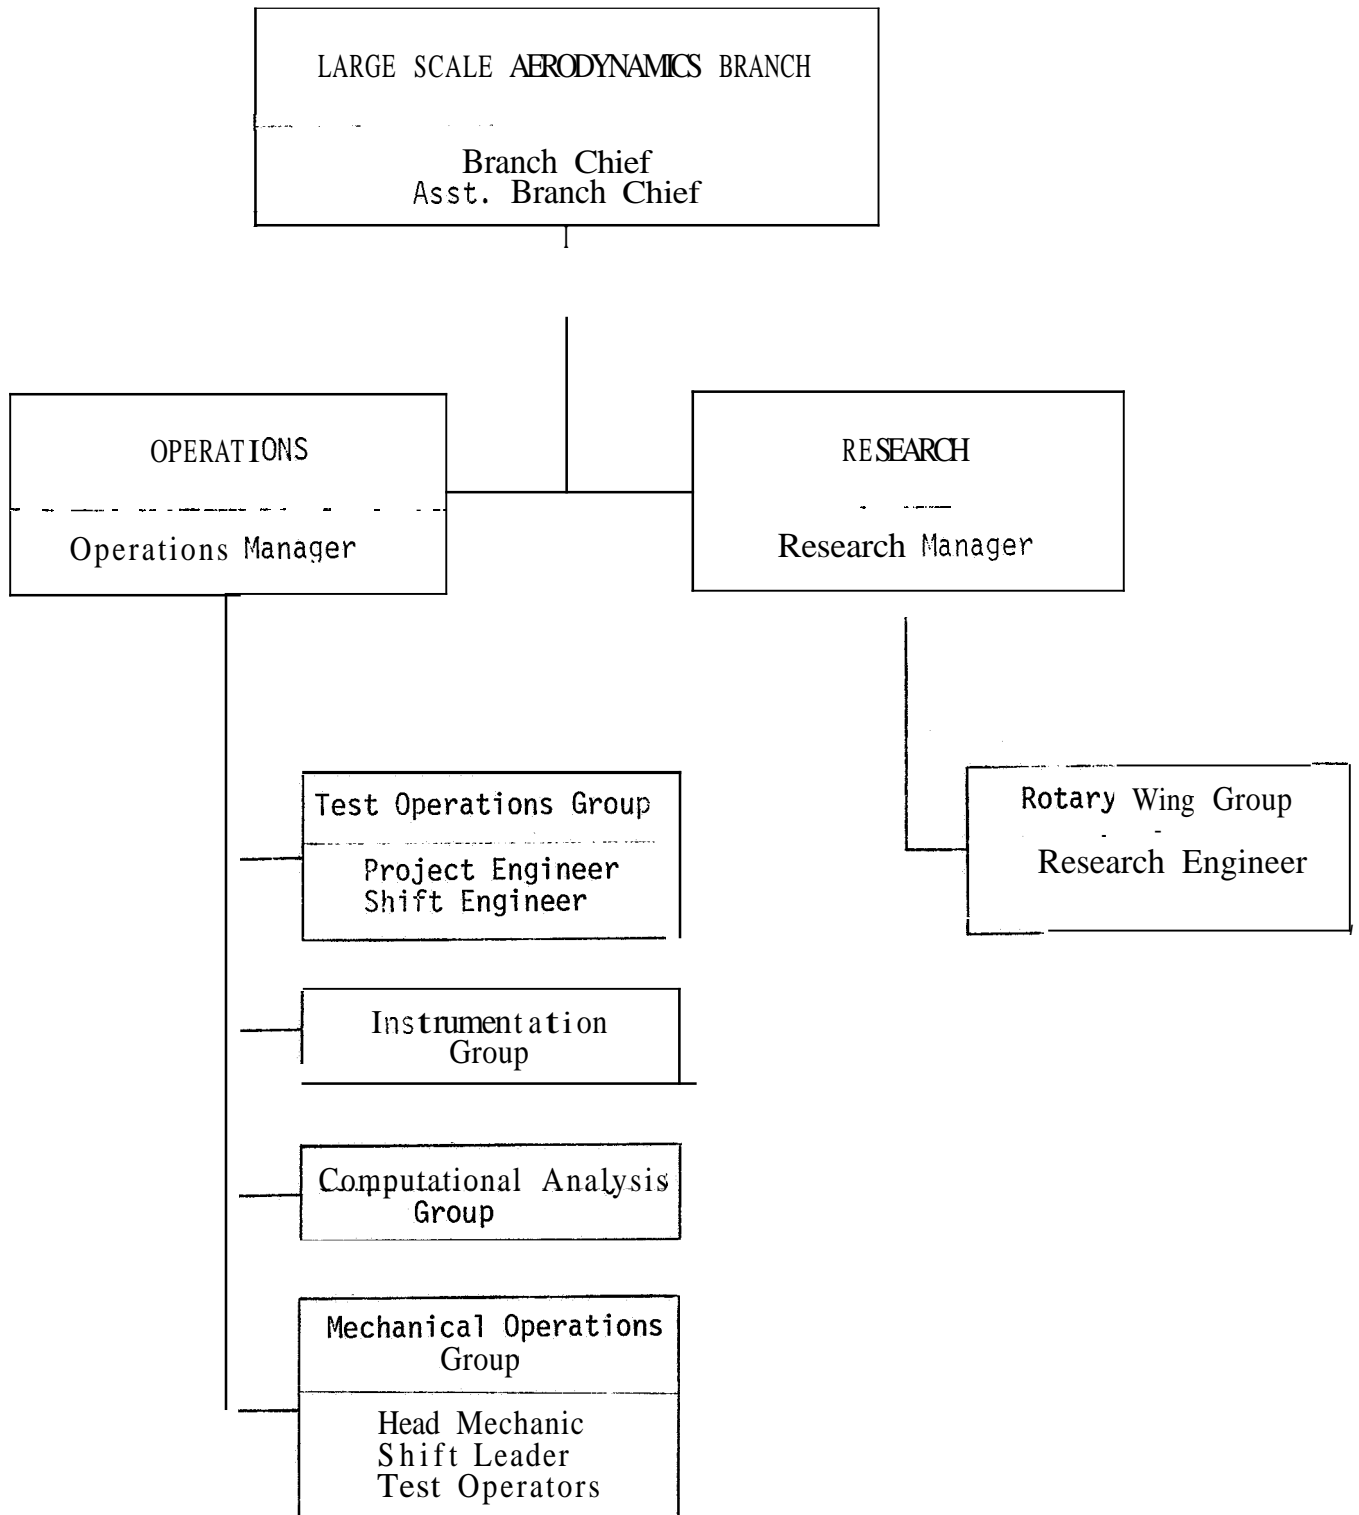 LARGE SCALE AERODYNAMICS BRANCH
Branch Chief
Asst. Branch Chief
OPERATIONS
Operations Manager
RESEARCH
Research Manager
Test Operations Group
Project Engineer
Shift Engineer
Rotary Wing Group
Research Engineer
Instrumentation
Group
Computational Analysis
Group
Mechanical Operations
Group
Head Mechanic
Shift Leader
Test Operators